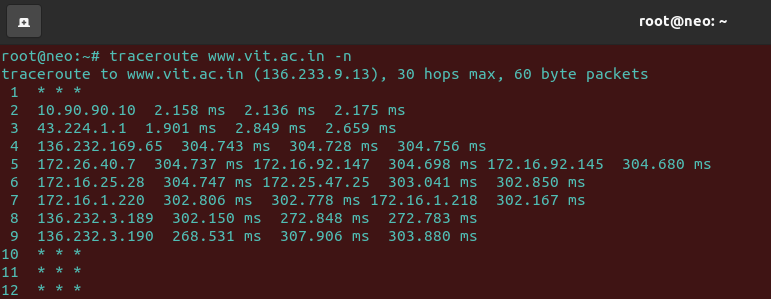 root@neo: ~
root@neo:~# traceroute www.vit.ac.in -n
traceroute to www.vit.ac.in (136.233.9.13), 30 hops max, 60 byte packets
 1  * * *
 2  10.90.90.10  2.158 ms  2.136 ms  2.175 ms
 3  43.224.1.1  1.901 ms  2.849 ms  2.659 ms
 4  136.232.169.65  304.743 ms  304.728 ms  304.756 ms
 5  172.26.40.7  304.737 ms 172.16.92.147  304.698 ms 172.16.92.145  304.680 ms
 6  172.16.25.28  304.747 ms 172.25.47.25  303.041 ms  302.850 ms
 7  172.16.1.220  302.806 ms  302.778 ms 172.16.1.218  302.167 ms
 8  136.232.3.189  302.150 ms  272.848 ms  272.783 ms
 9  136.232.3.190  268.531 ms  307.906 ms  303.880 ms
10  * * *
11  * * *
12  * * *